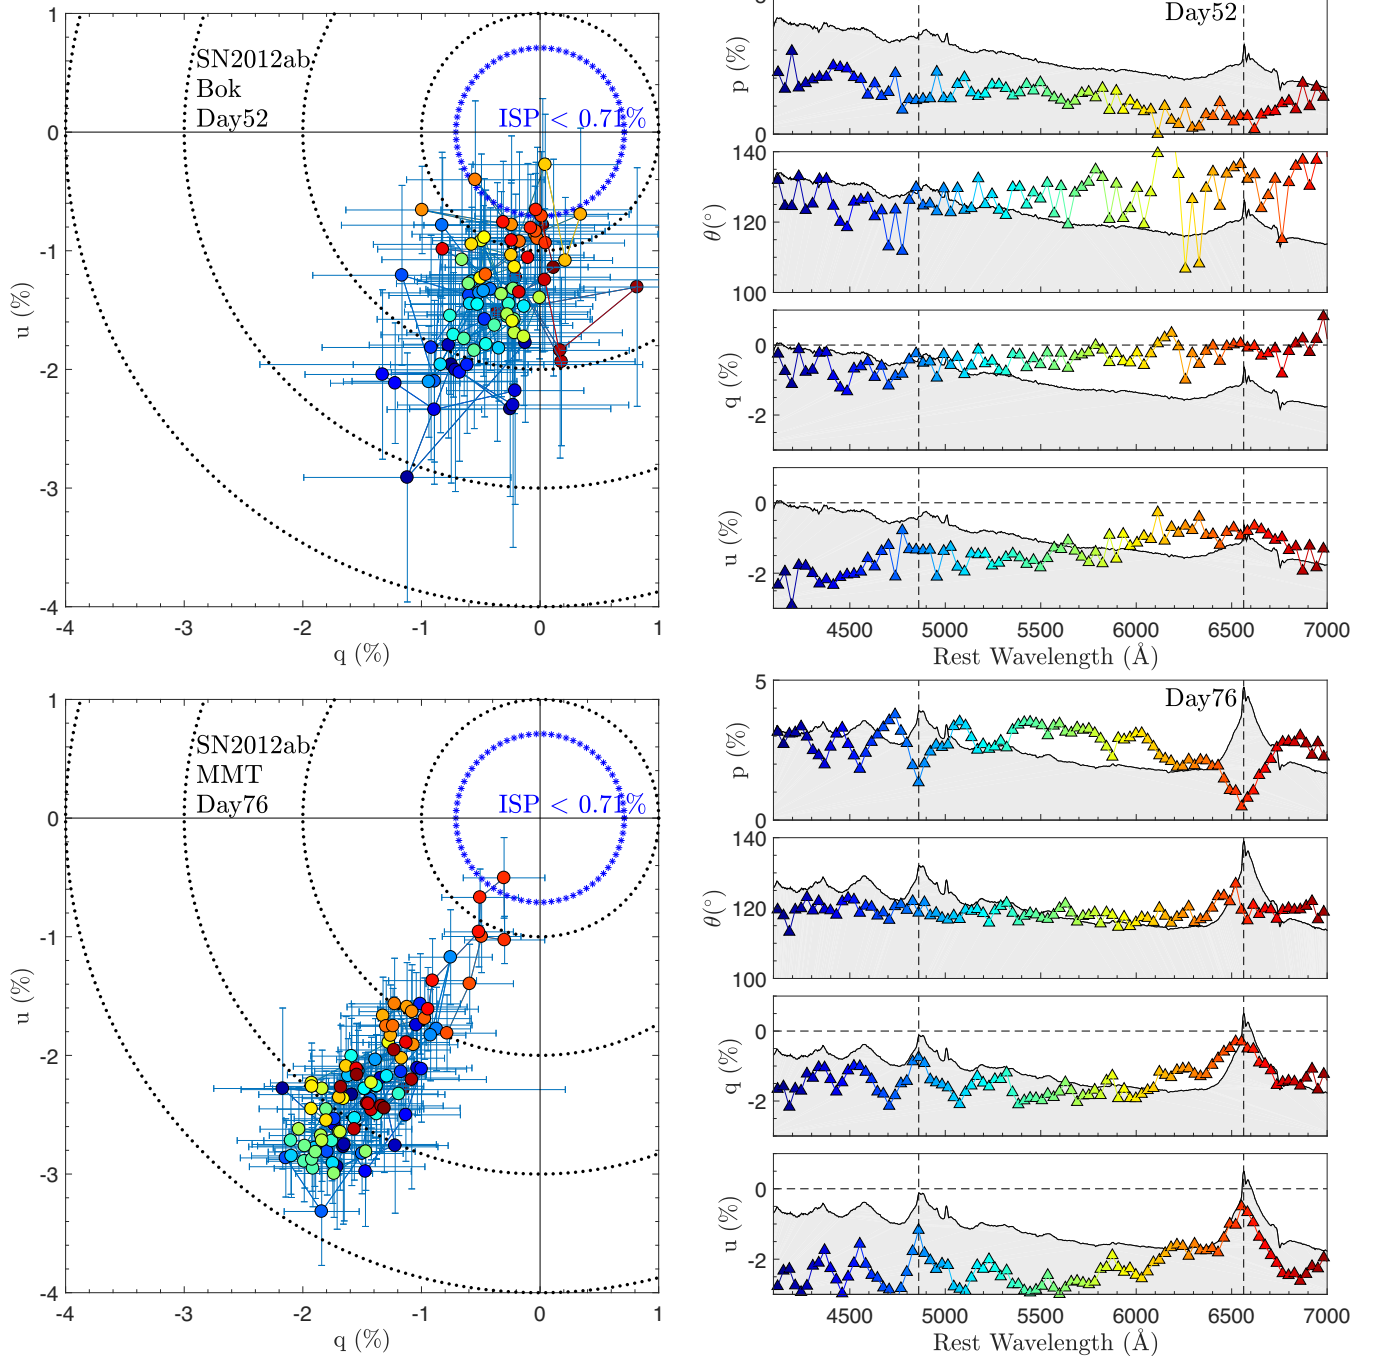 1
0
-1
-2
-3
-4
-4
-3
-2
-1
0
1
u (%)
q (%)
SN2012ab
Bok
Day52
ISP < 0.71%
Day52
p (%)
0
140
120
100
θ(°)
0
-2
q (%)
0
-2
u (%)
4500
5000
5500
6000
6500
7000
Rest Wavelength (Å)
1
0
-1
-2
-3
-4
-4
-3
-2
-1
0
1
u (%)
q (%)
SN2012ab
MMT
Day76
ISP < 0.71%
Day76
5
0
p (%)
140
120
100
θ(°)
0
-2
q (%)
0
-2
u (%)
4500
5000
5500
6000
6500
7000
Rest Wavelength (Å)